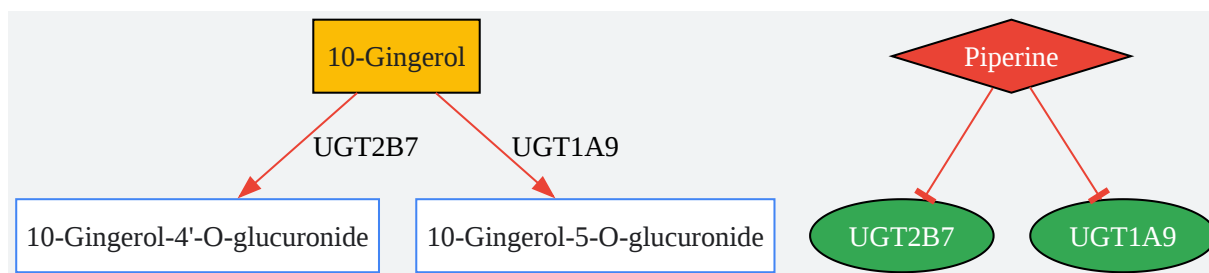 10-Gingerol
Piperine
UGT2B7
UGT1A9
10-Gingerol-4'-O-glucuronide
10-Gingerol-5-O-glucuronide
UGT2B7
UGT1A9